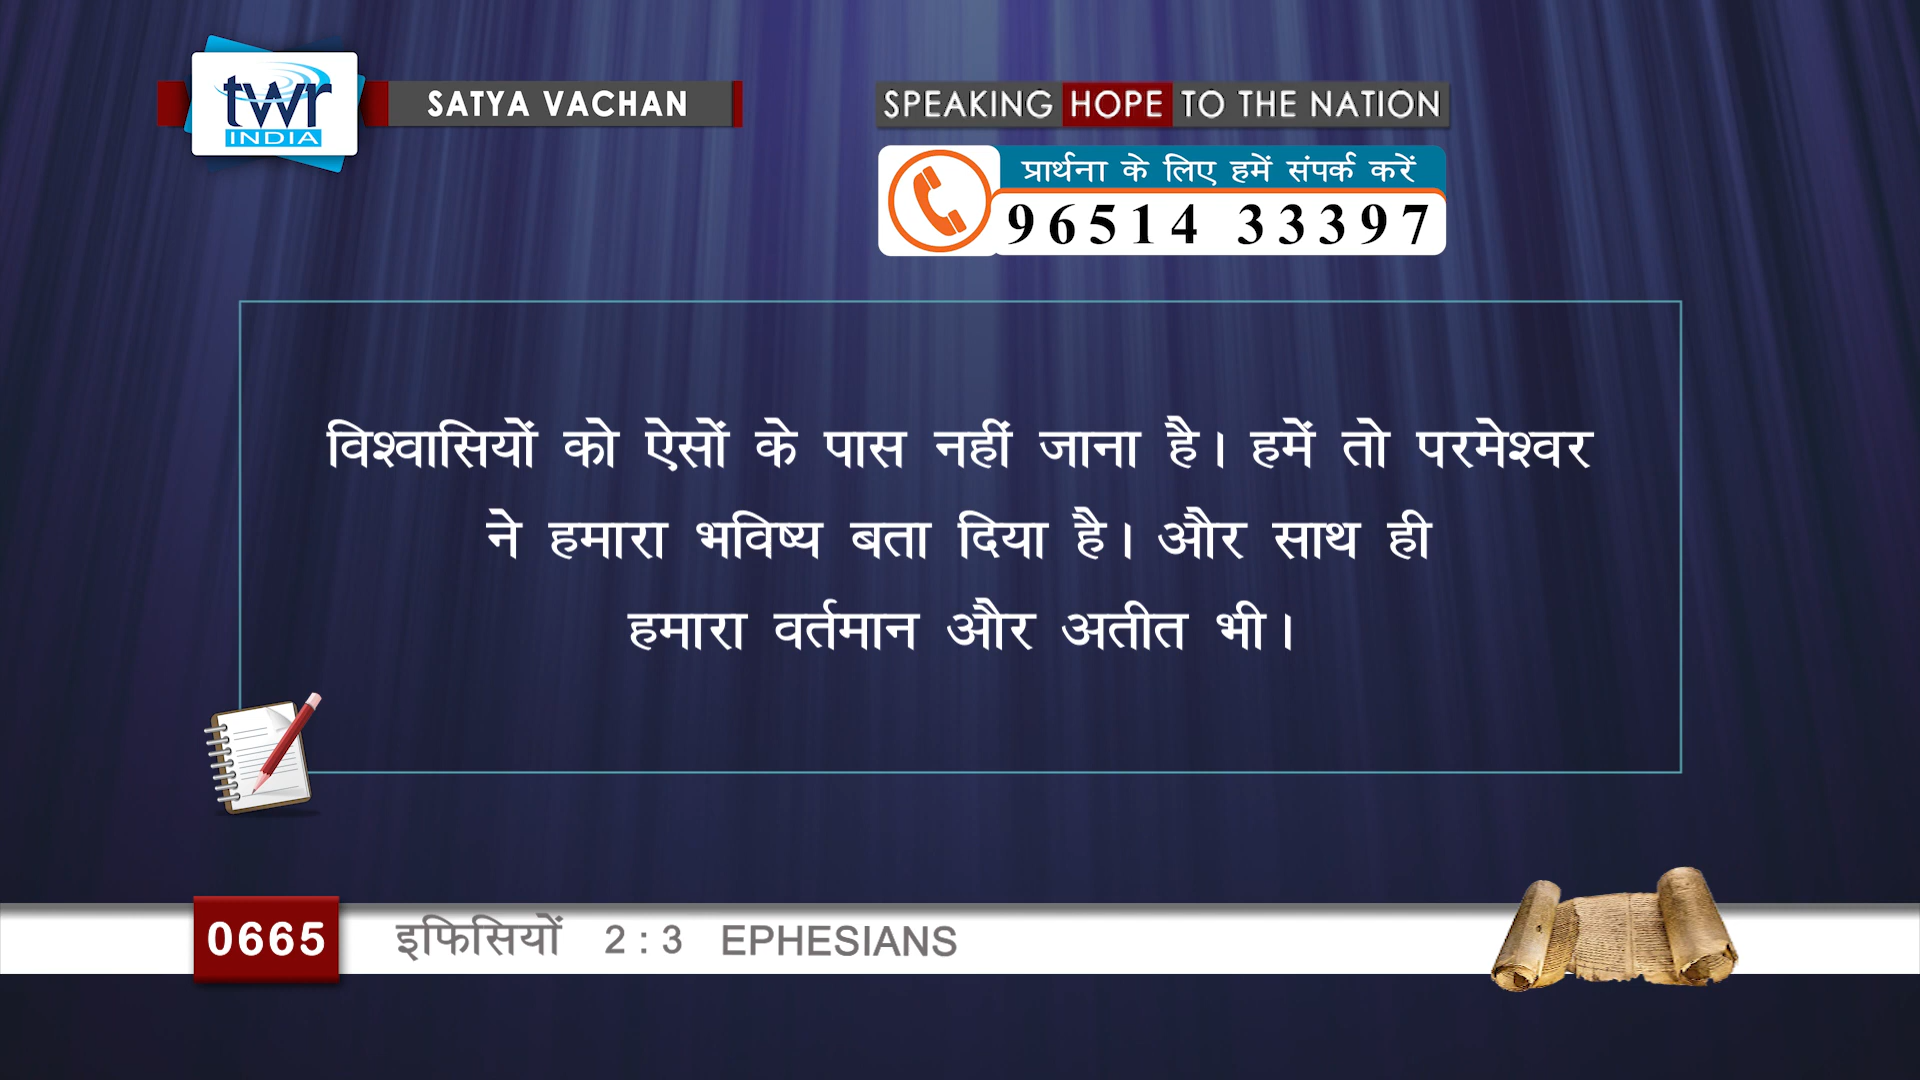 twr
INDIA
SATYA VACHAN
SPEAKING HOPE TO THE NATION
प्रार्थना के लिए हमें संपर्क करें
96514 33397
विश्वासियों को ऐसों के पास नहीं जाना है। हमें तो परमेश्वर
ने हमारा भविष्य बता दिया है। और साथ ही
हमारा वर्तमान और अतीत भी।
0665 इफिसियों 2 : 3 EPHESIANS